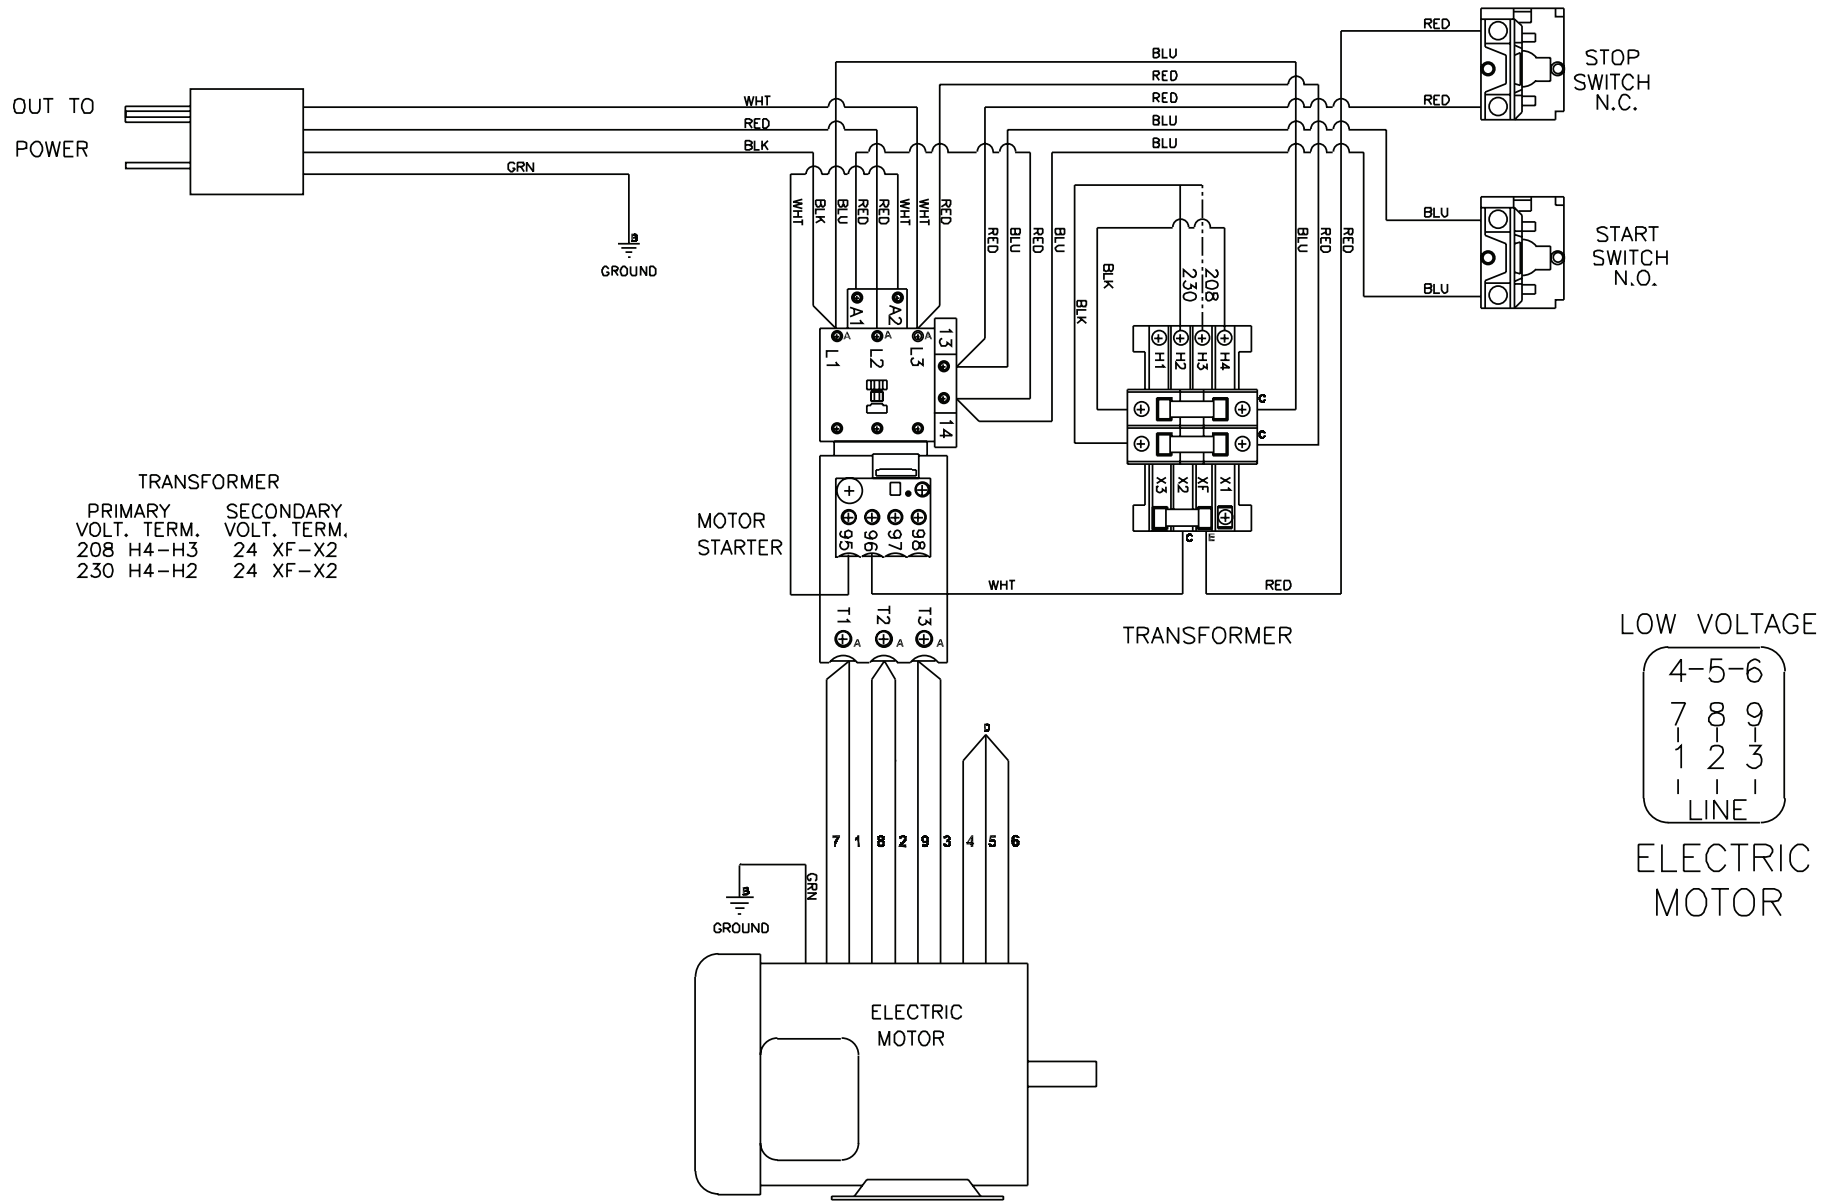 OUT TO
POWER
WHT
RED
BLK
GRN
B
GROUND
BLU
RED
RED
BLU
BLU
RED
RED
STOP
SWITCH
N.C.
BLU
BLU
START
SWITCH
N.O.
WHT
BLK
BLU
RED
RED
WHT
WHT
RED
RED
BLU
RED
BLU
BLK
BLK
230
208
BLU
RED
RED
A1
A2
A
A
A
L1
L2
L3
13
14
H1
H2
H3
H4
C
C
X3
X2
XF
X1
C
E
TRANSFORMER
PRIMARY SECONDARY
VOLT. TERM. VOLT. TERM.
208 H4-H3 24 XF-X2
230 H4-H2 24 XF-X2
MOTOR
STARTER
95
96
97
98
WHT
RED
T1
T2
T3
A
A
A
TRANSFORMER
D
7 1 8 2 9 3 4 5 6
GRN
B
GROUND
ELECTRIC
MOTOR
LOW VOLTAGE
4-5-6
7 8 9
1 2 3
LINE
ELECTRIC
MOTOR